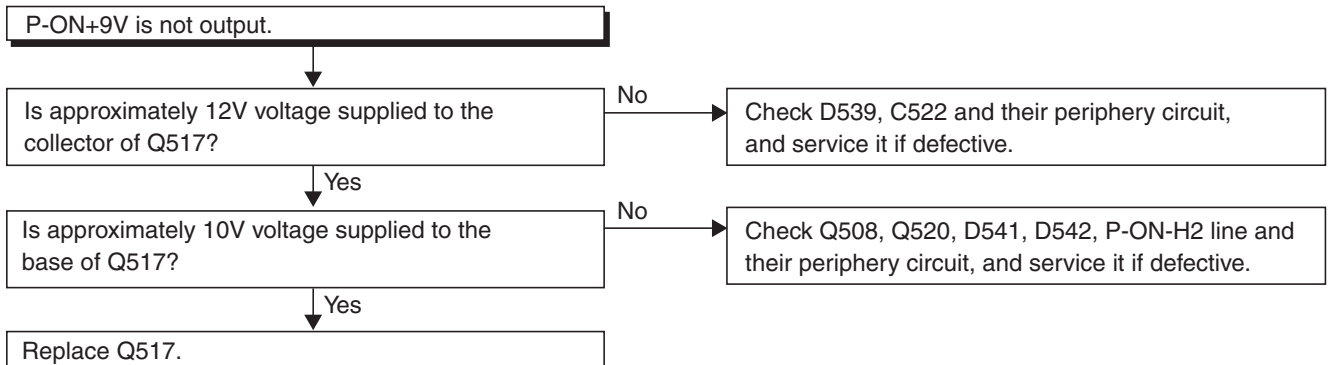 P-ON+9V is not output.
Is approximately 12V voltage supplied to the
collector of Q517?
No
Check D539, C522 and their periphery circuit,
and service it if defective.
Yes
Is approximately 10V voltage supplied to the
base of Q517?
No
Check Q508, Q520, D541, D542, P-ON-H2 line and
their periphery circuit, and service it if defective.
Yes
Replace Q517.